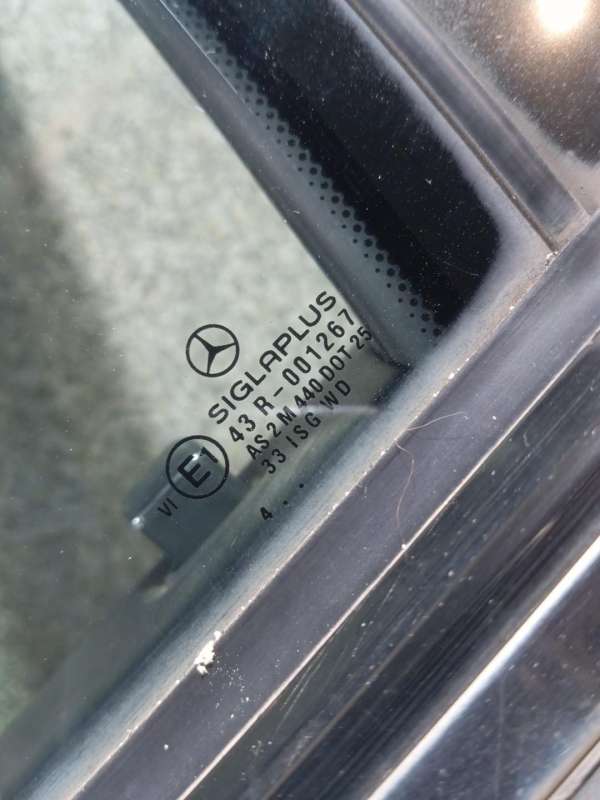 SIGLAPLUS
43 R-001267
AS 2 M 440 DOT 25
33 ISG WD
E1
VI
4 . .